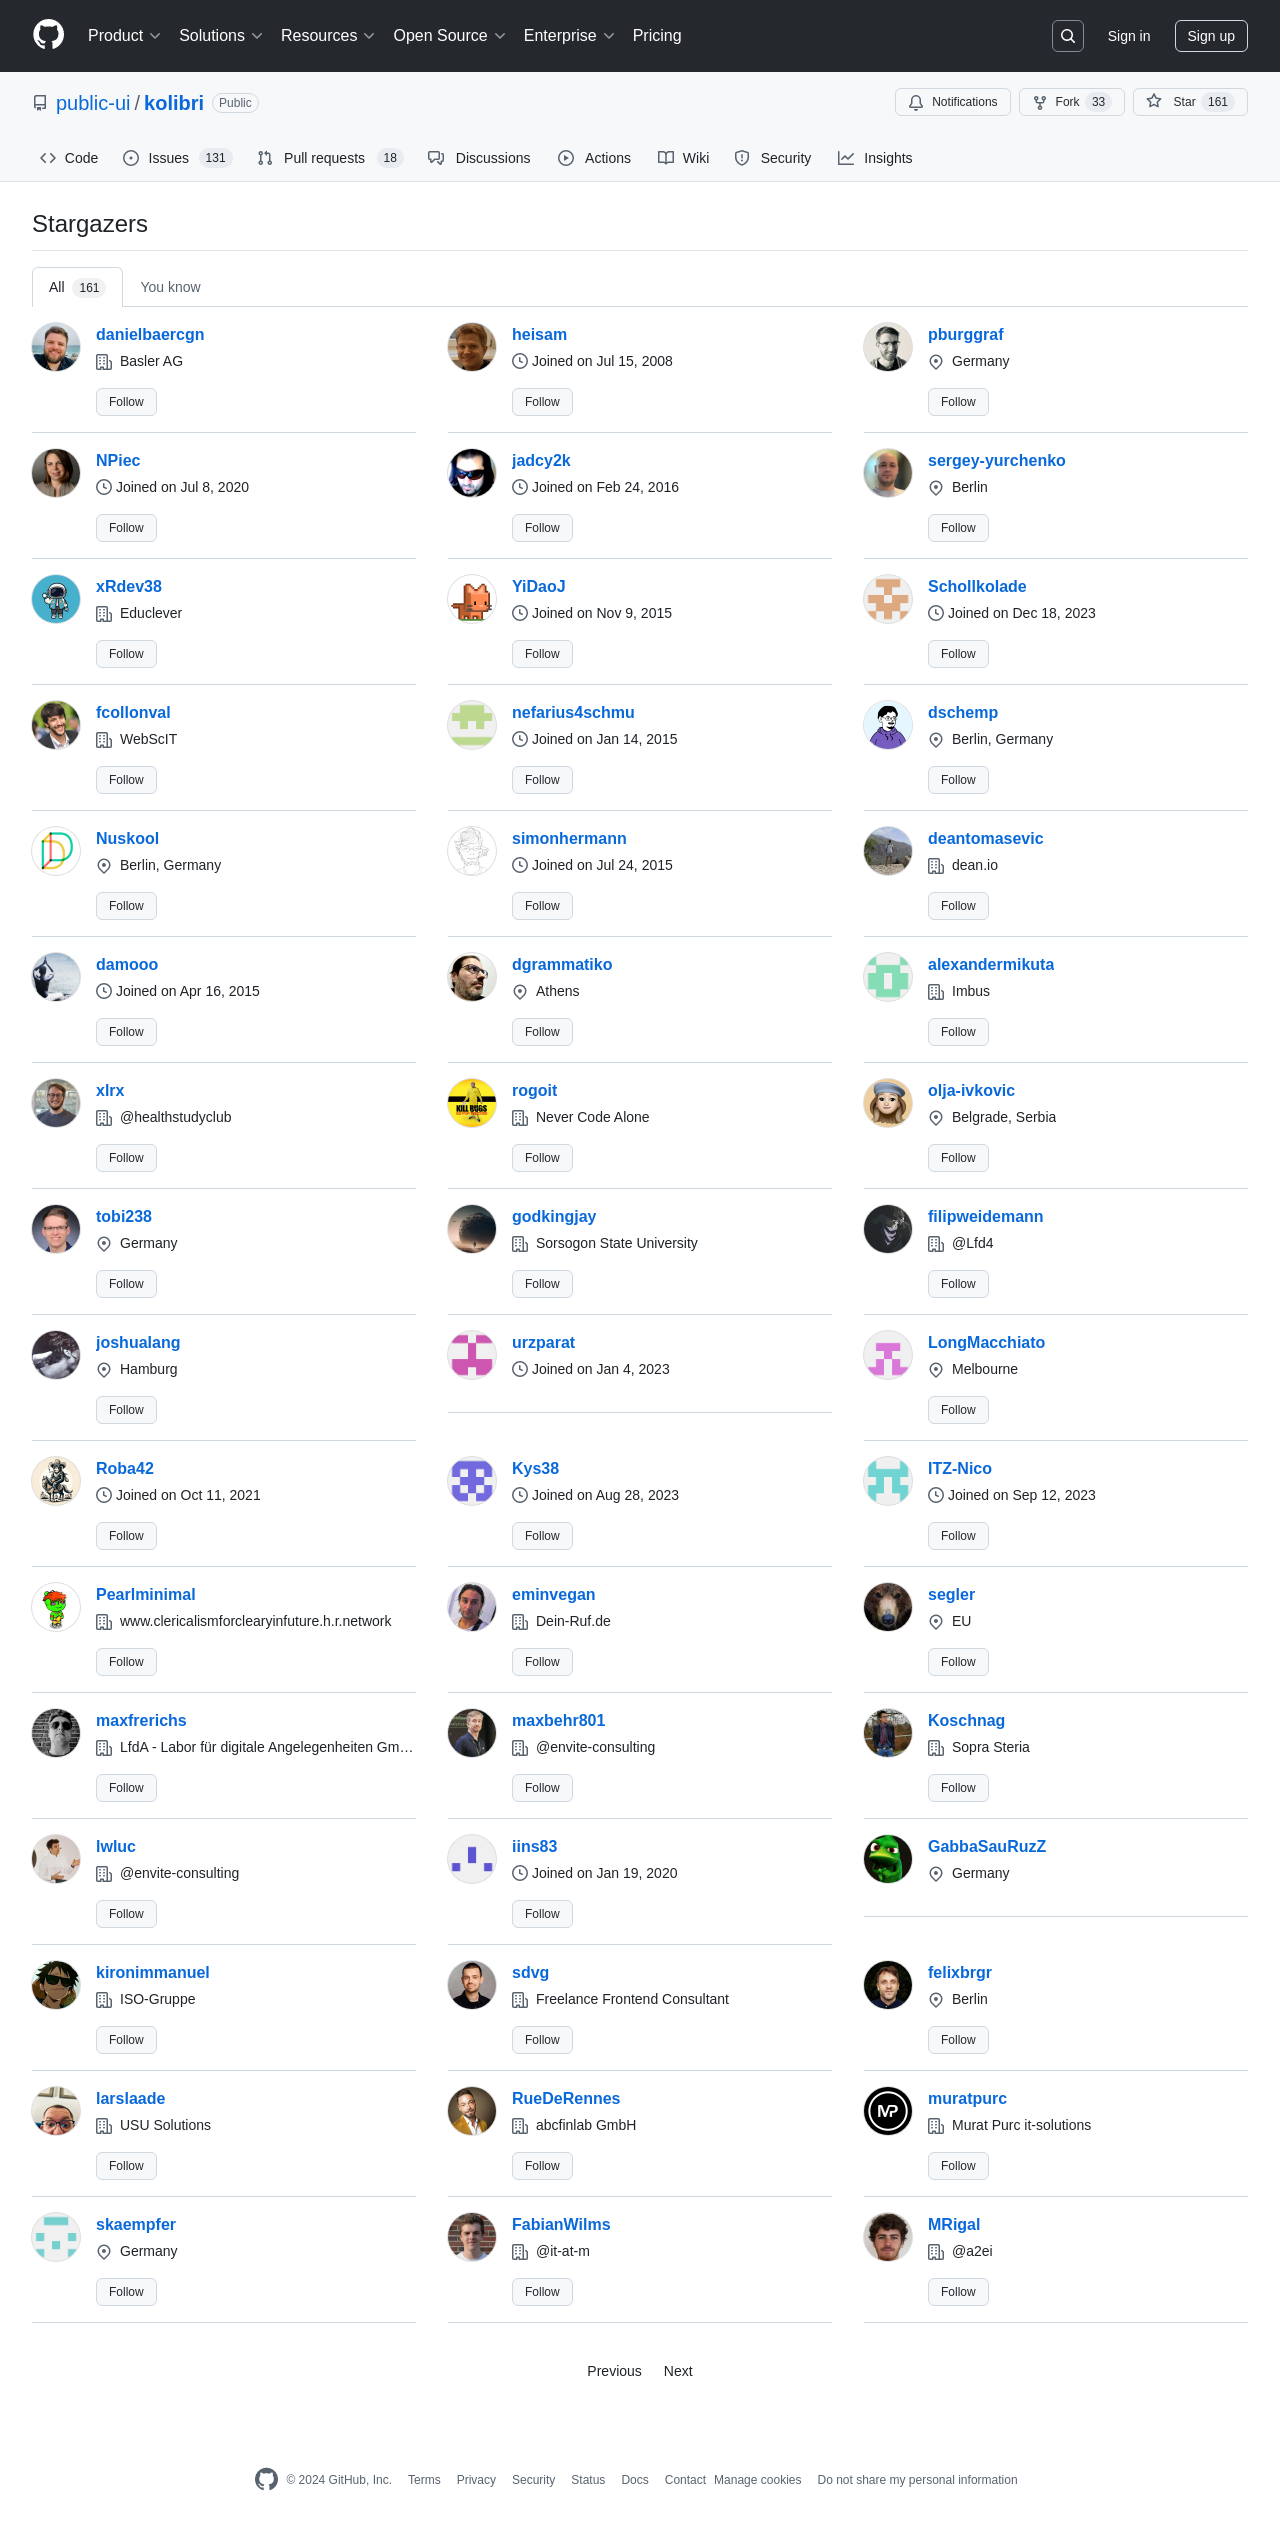 Product Solutions Resources Open Source Enterprise Pricing Sign in Sign up
public-ui / kolibri Public Notifications Fork 33 Star 161
Code Issues 131 Pull requests 18 Discussions Actions Wiki Security Insights
Stargazers
All 161 You know
danielbaercgn heisam pburggraf
Basler AG Joined on Jul 15, 2008 Germany
Follow Follow Follow
NPiec jadcy2k sergey-yurchenko
Joined on Jul 8, 2020 Joined on Feb 24, 2016 Berlin
Follow Follow Follow
xRdev38 YiDaoJ Schollkolade
Educlever Joined on Nov 9, 2015 Joined on Dec 18, 2023
Follow Follow Follow
fcollonval nefarius4schmu dschemp
WebScIT Joined on Jan 14, 2015 Berlin, Germany
Follow Follow Follow
Nuskool simonhermann deantomasevic
Berlin, Germany Joined on Jul 24, 2015 dean.io
Follow Follow Follow
damooo dgrammatiko alexandermikuta
Joined on Apr 16, 2015 Athens Imbus
Follow Follow Follow
xlrx rogoit olja-ivkovic
@healthstudyclub KILL BUGS Never Code Alone Belgrade, Serbia
Follow Follow Follow
tobi238 godkingjay filipweidemann
Germany Sorsogon State University @Lfd4
Follow Follow Follow
joshualang urzparat LongMacchiato
Hamburg Joined on Jan 4, 2023 Melbourne
Follow Follow
Roba42 Kys38 ITZ-Nico
Joined on Oct 11, 2021 Joined on Aug 28, 2023 Joined on Sep 12, 2023
Follow Follow Follow
Pearlminimal eminvegan segler
www.clericalismforclearyinfuture.h.r.network Dein-Ruf.de EU
Follow Follow Follow
maxfrerichs maxbehr801 Koschnag
LfdA - Labor für digitale Angelegenheiten Gm… @envite-consulting Sopra Steria
Follow Follow Follow
lwluc iins83 GabbaSauRuzZ
@envite-consulting Joined on Jan 19, 2020 Germany
Follow Follow
kironimmanuel sdvg felixbrgr
ISO-Gruppe Freelance Frontend Consultant Berlin
Follow Follow Follow
larslaade RueDeRennes muratpurc
USU Solutions abcfinlab GmbH MP Murat Purc it-solutions
Follow Follow Follow
skaempfer FabianWilms MRigal
Germany @it-at-m @a2ei
Follow Follow Follow
Previous Next
© 2024 GitHub, Inc. Terms Privacy Security Status Docs Contact Manage cookies Do not share my personal information